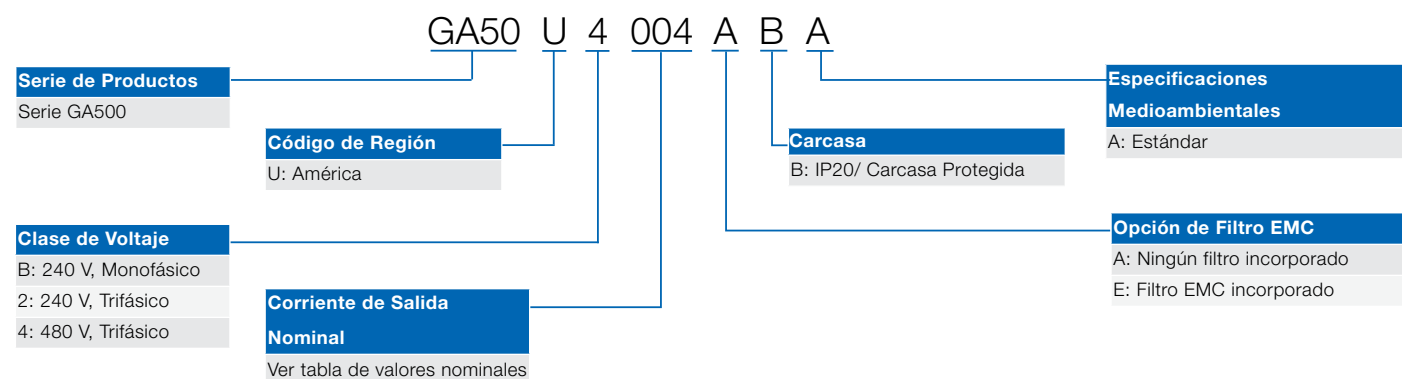 GA50 U 4 004 A B A
Serie de Productos
Serie GA500
Código de Región
U: América
Clase de Voltaje
B: 240 V, Monofásico
2: 240 V, Trifásico
4: 480 V, Trifásico
Corriente de Salida
Nominal
Ver tabla de valores nominales
Carcasa
B: IP20/ Carcasa Protegida
Especificaciones
Medioambientales
A: Estándar
Opción de Filtro EMC
A: Ningún filtro incorporado
E: Filtro EMC incorporado